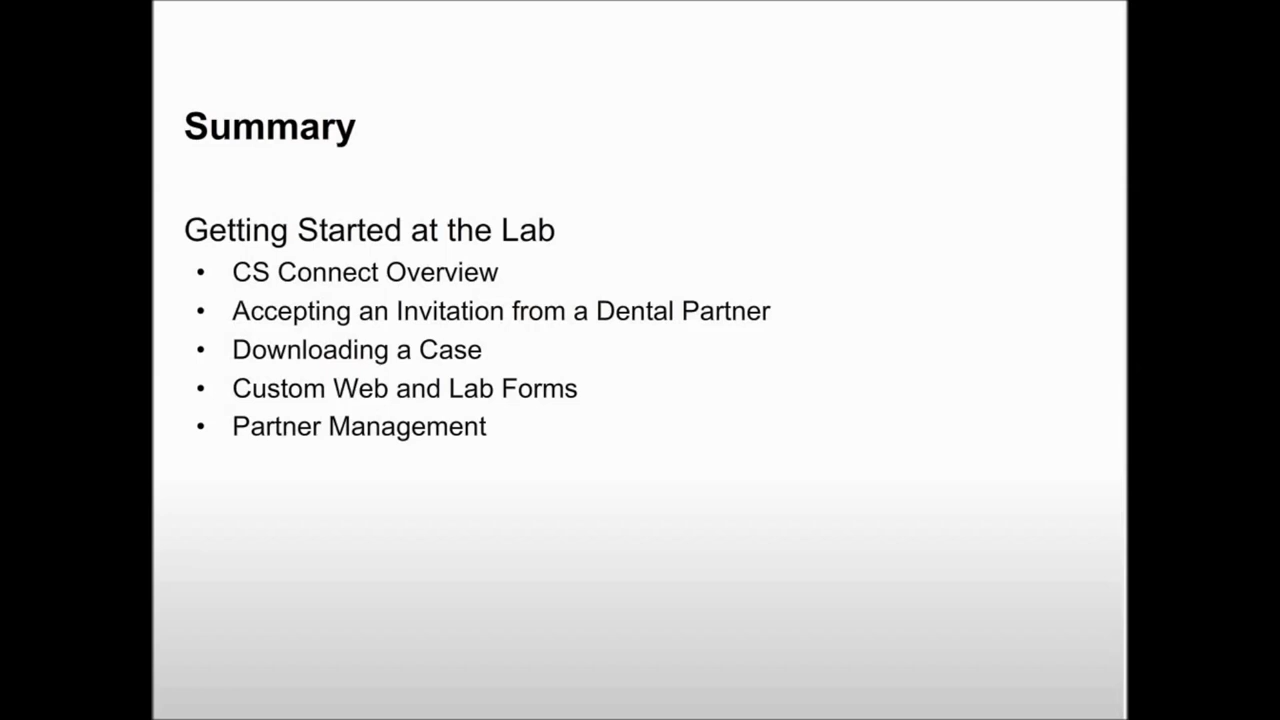 Summary
Getting Started at the Lab
• CS Connect Overview
• Accepting an Invitation from a Dental Partner
• Downloading a Case
• Custom Web and Lab Forms
• Partner Management